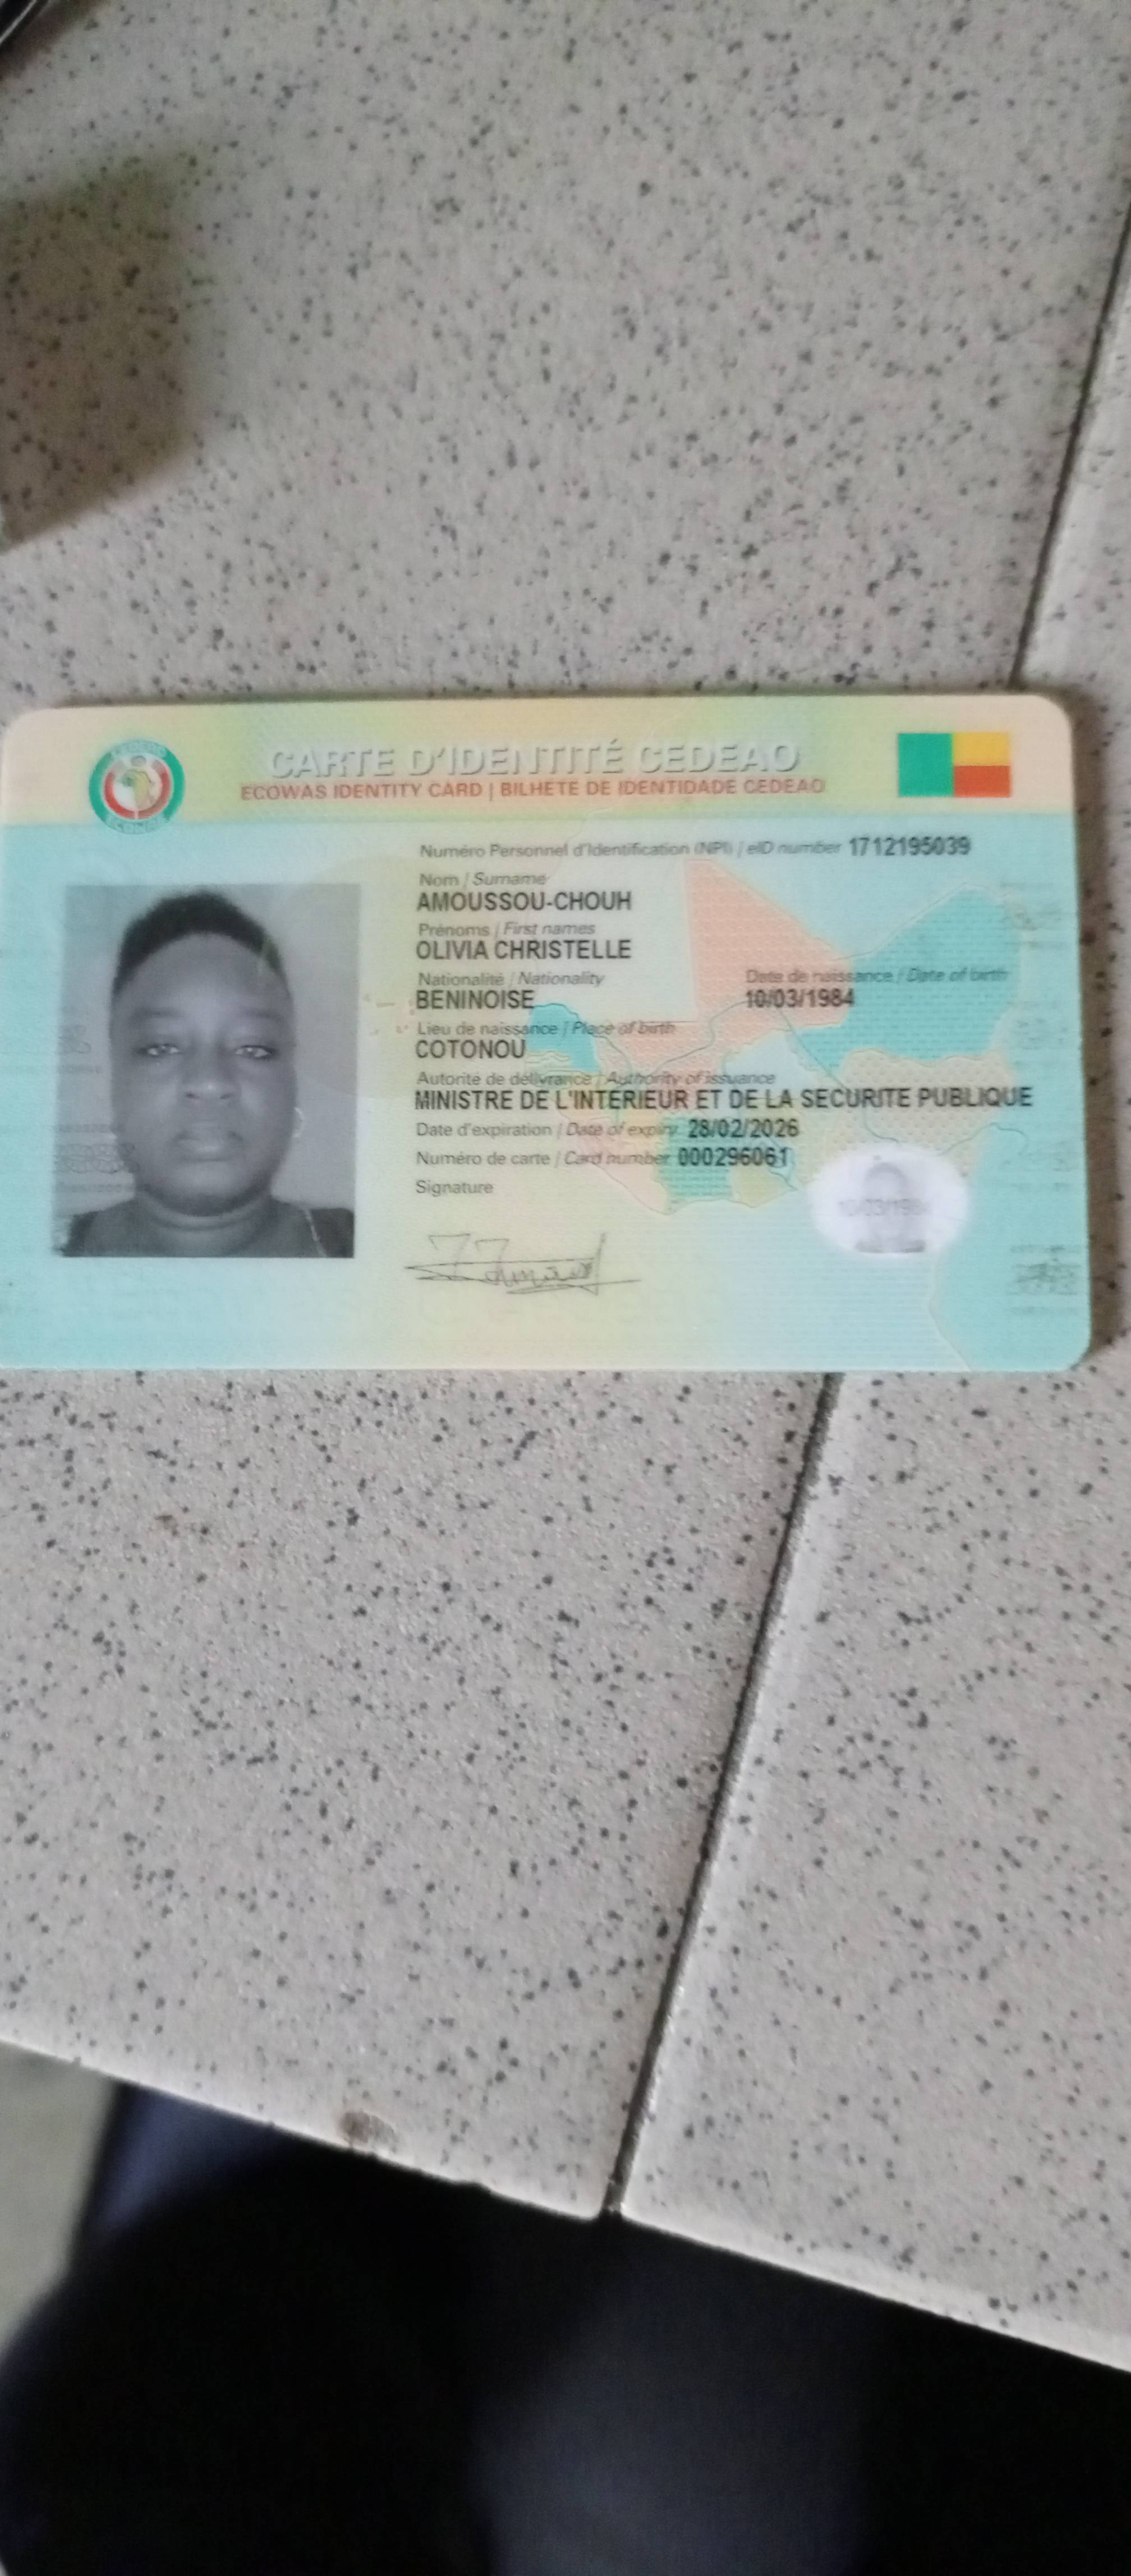 CEDEAO
ECOWAS
CARTE D'IDENTITÉ CEDEAO
ECOWAS IDENTITY CARD | BILHETE DE IDENTIDADE CEDEAO
Numéro Personnel d'Identification (NPI) / eID number 1712195039
Nom / Surname
AMOUSSOU-CHOUH
Prénoms / First names
OLIVIA CHRISTELLE
Nationalité / Nationality
BENINOISE
Date de naissance / Date of birth
10/03/1984
Lieu de naissance / Place of birth
COTONOU
Autorité de délivrance / Authority of issuance
MINISTRE DE L'INTERIEUR ET DE LA SECURITE PUBLIQUE
Date d'expiration / Date of expiry 28/02/2026
Numéro de carte / Card number 000296061
Signature
10/03/1984